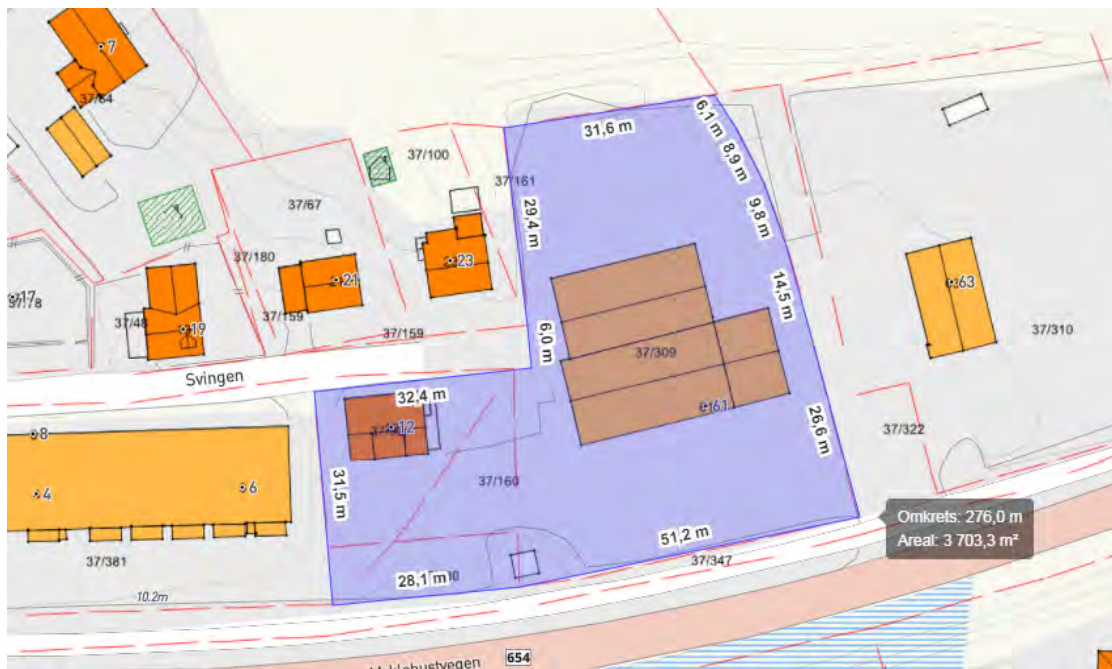 7
37/64
31,6 m
6,1 m
8,9 m
9,8 m
14,5 m
26,6 m
37/100
37/161
37/67
29,4 m
37/180
23
21
37/159
37/159
17
37/78
37/48
19
6,0 m
37/309
61
63
37/310
Svingen
32,4 m
12
37/322
8
4
6
31,5 m
37/160
37/381
Omkrets: 276,0 m
Areal: 3 703,3 m²
51,2 m
37/347
28,1 m
10.2m
654